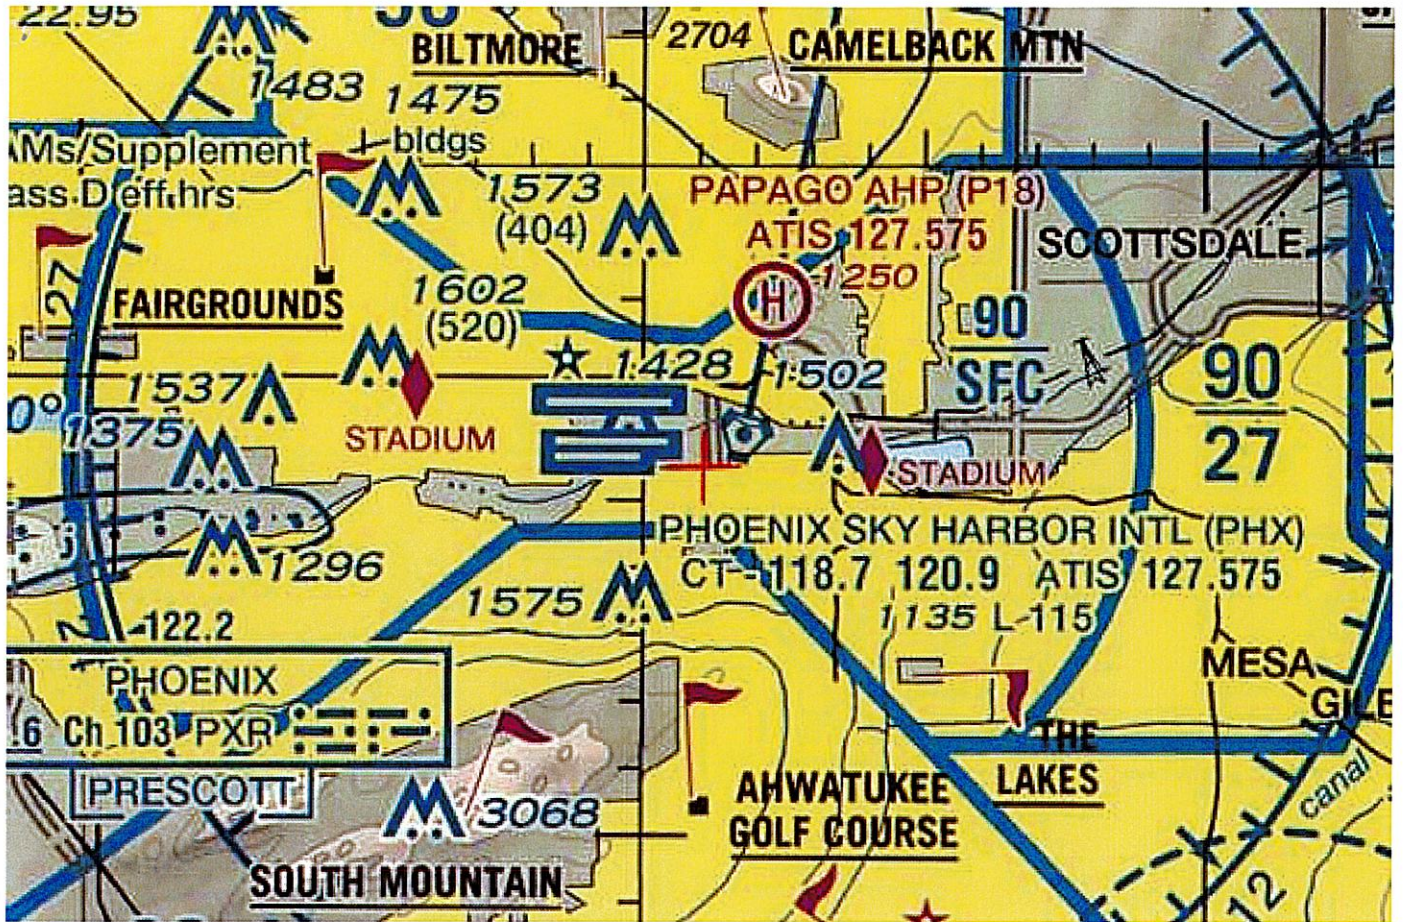 22.95
BILTMORE
2704
CAMELBACK MTN
1483
1475
bldgs
AMs/Supplement
ass D eff hrs
1573
(404)
PAPAGO AHP (P18)
ATIS 127.575
SCOTTSDALE
27
FAIRGROUNDS
1602
(520)
H
1250
90
SFC
1537
1428
1502
90
27
0°
1375
STADIUM
STADIUM
PHOENIX SKY HARBOR INTL (PHX)
CT - 118.7 120.9 ATIS 127.575
1135 L 115
1296
1575
122.2
PHOENIX
.6 Ch 103 PXR
PRESCOTT
MESA
GILB
THE
LAKES
3068
AHWATUKEE
GOLF COURSE
canal
SOUTH MOUNTAIN
12